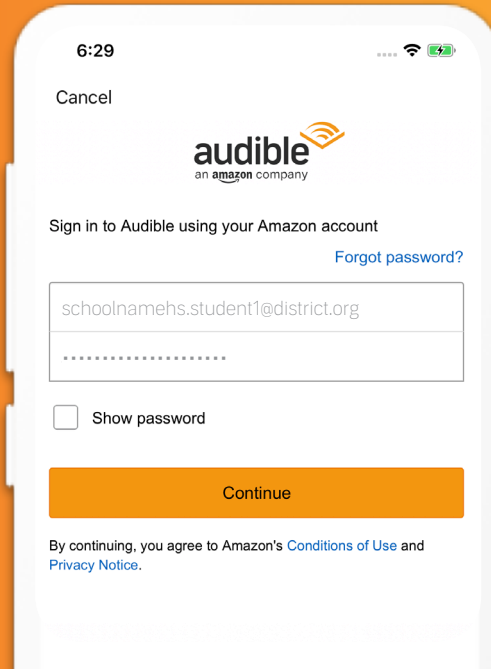 6:29
Cancel
audible
an amazon company
Sign in to Audible using your Amazon account
Forgot password?
schoolnamehs.student1@district.org
.....................
Show password
Continue
By continuing, you agree to Amazon's Conditions of Use and
Privacy Notice.